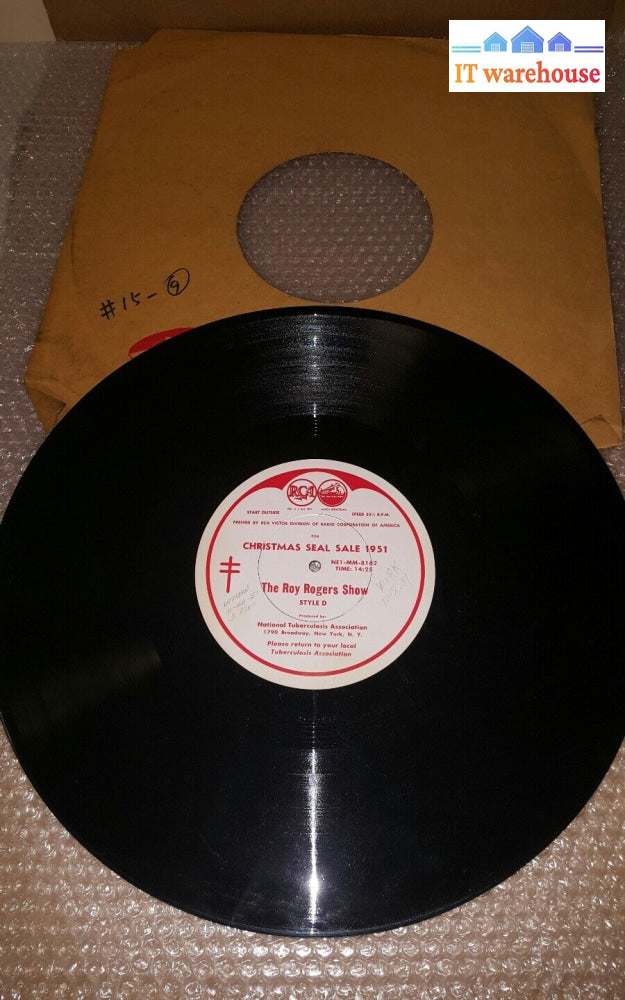 IT warehouse
#15-9
RCA
START OUTSIDE
SPEED 33⅓ R.P.M.
PRESSED BY RCA VICTOR DIVISION OF RADIO CORPORATION OF AMERICA
FOR
CHRISTMAS SEAL SALE 1951
NE1-MM-8162
TIME: 14:25
The Roy Rogers Show
STYLE D
Produced by:
National Tuberculosis Association
1790 Broadway, New York, N. Y.
Please return to your local
Tuberculosis Association